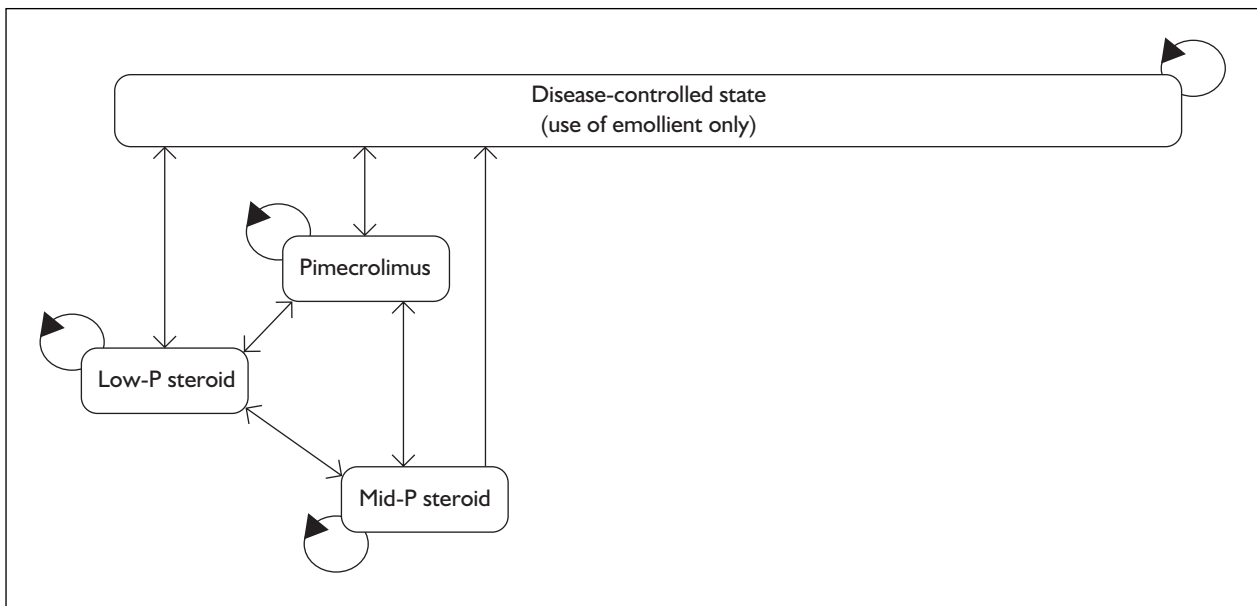 Disease-controlled state
(use of emollient only)
Pimecrolimus
Low-P steroid
Mid-P steroid